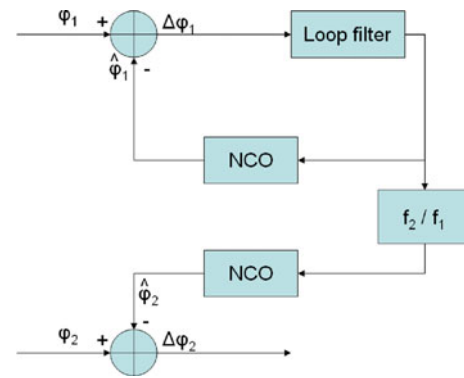 φ₁ + Δφ₁ Loop filter
φ̂₁ -
NCO
f₂ / f₁
NCO
φ̂₂ -
φ₂ + Δφ₂